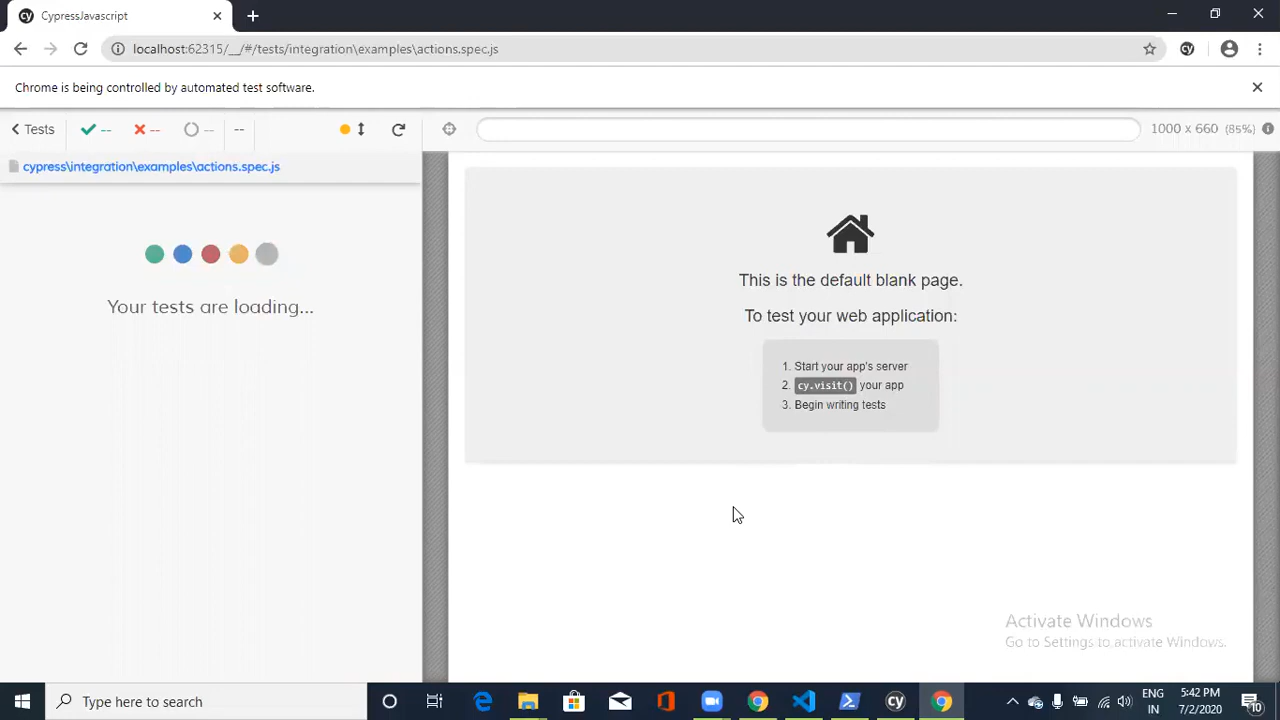 CypressJavascript
localhost:62315/__/#/tests/integration\examples\actions.spec.js
Chrome is being controlled by automated test software.
Tests -- -- -- --
1000 x 660 (85%)
cypress\integration\examples\actions.spec.js
Your tests are loading...
This is the default blank page.
To test your web application:
1. Start your app's server
2. cy.visit() your app
3. Begin writing tests
Activate Windows
Go to Settings to activate Windows.
Type here to search
ENG
IN
5:42 PM
7/2/2020
10